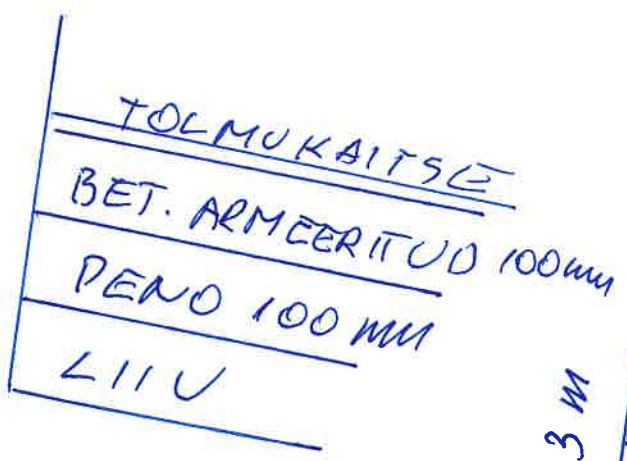 TOLMUKAITSE
BET. ARMEERITUD 100mm
PENO 100 mm
LIIV
3 m